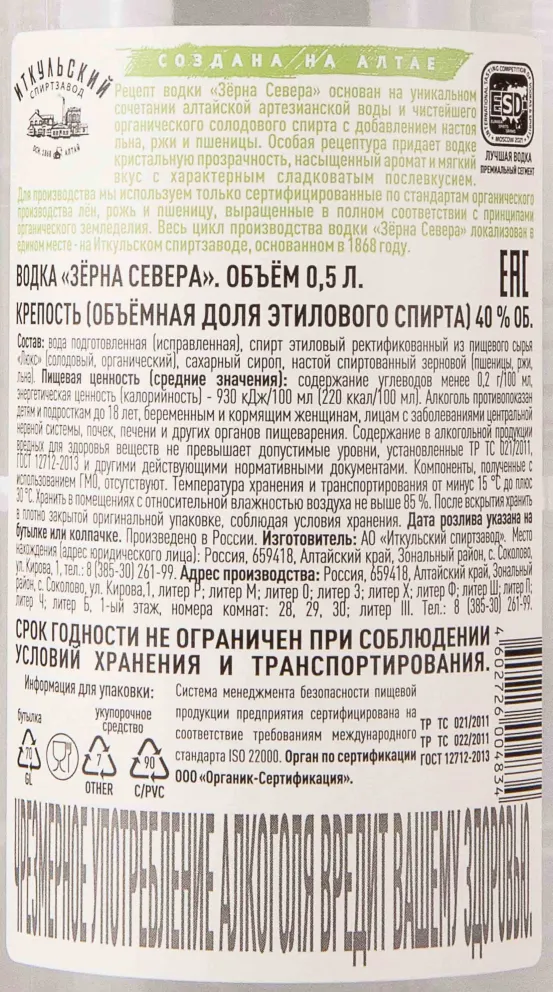 ИТКУЛЬСКИЙ
СПИРТЗАВОД
ОСН. 1868 АЛТАЙ
СОЗДАНА НА АЛТАЕ
Рецепт водки «Зёрна Севера» основан на уникальном
сочетании алтайской артезианской воды и чистейшего
органического солодового спирта с добавлением настоя
льна, ржи и пшеницы. Особая рецептура придает водке
кристальную прозрачность, насыщенный аромат и мягкий
вкус с характерным сладковатым послевкусием.
Для производства мы используем только сертифицированные по стандартам органического
производства лён, рожь и пшеницу, выращенные в полном соответствии с принципами
органического земледелия. Весь цикл производства водки «Зёрна Севера» локализован в
едином месте - на Иткульском спиртзаводе, основанном в 1868 году.
INTERNATIONAL TASTING COMPETITION
SD
MOSCOW 2021
ЛУЧШАЯ ВОДКА
ПРЕМИАЛЬНЫЙ СЕГМЕНТ
ВОДКА «ЗЁРНА СЕВЕРА». ОБЪЁМ 0,5 Л.
КРЕПОСТЬ (ОБЪЁМНАЯ ДОЛЯ ЭТИЛОВОГО СПИРТА) 40 % ОБ.
EAC
Состав: вода подготовленная (исправленная), спирт этиловый ректификованный из пищевого сырья
«Люкс» (солодовый, органический), сахарный сироп, настой спиртованный зерновой (пшеницы, ржи,
льна). Пищевая ценность (средние значения): содержание углеводов менее 0,2 г/100 мл,
энергетическая ценность (калорийность) - 930 кДж/100 мл (220 ккал/100 мл). Алкоголь противопоказан
детям и подросткам до 18 лет, беременным и кормящим женщинам, лицам с заболеваниями центральной
нервной системы, почек, печени и других органов пищеварения. Содержание в алкогольной продукции
вредных для здоровья веществ не превышает допустимые уровни, установленные ТР ТС 021/2011,
ГОСТ 12712-2013 и другими действующими нормативными документами. Компоненты, полученные с
использованием ГМО, отсутствуют. Температура хранения и транспортирования от минус 15 °С до плюс
30 °С. Хранить в помещениях с относительной влажностью воздуха не выше 85 %. После вскрытия хранить
в плотно закрытой оригинальной упаковке, соблюдая условия хранения. Дата розлива указана на
бутылке или колпачке. Произведено в России. Изготовитель: АО «Иткульский спиртзавод». Место
нахождения (адрес юридического лица): Россия, 659418, Алтайский край, Зональный район, с. Соколово,
ул. Кирова, 1, тел.: 8 (385-30) 261-99. Адрес производства: Россия, 659418, Алтайский край, Зональный
район, с. Соколово, ул. Кирова,1, литер Р; литер М; литер О; литер З; литер Х; литер Ф; литер Ш; литер П;
литер Ч; литер Б, 1-ый этаж, номера комнат: 28, 29, 30; литер III. Тел.: 8 (385-30) 261-99.
СРОК ГОДНОСТИ НЕ ОГРАНИЧЕН ПРИ СОБЛЮДЕНИИ
УСЛОВИЙ ХРАНЕНИЯ И ТРАНСПОРТИРОВАНИЯ.
Информация для упаковки:
бутылка
укупорочное
средство
70
GL
7
OTHER
90
C/PVC
Система менеджмента безопасности пищевой
продукции предприятия сертифицирована на
соответствие требованиям международного
стандарта ISO 22000. Орган по сертификации
ООО «Органик-Сертификация».
ТР ТС 021/2011
ТР ТС 022/2011
ГОСТ 12712-2013
4602726004834
ЧРЕЗМЕРНОЕ УПОТРЕБЛЕНИЕ АЛКОГОЛЯ ВРЕДИТ ВАШЕМУ ЗДОРОВЬЮ.